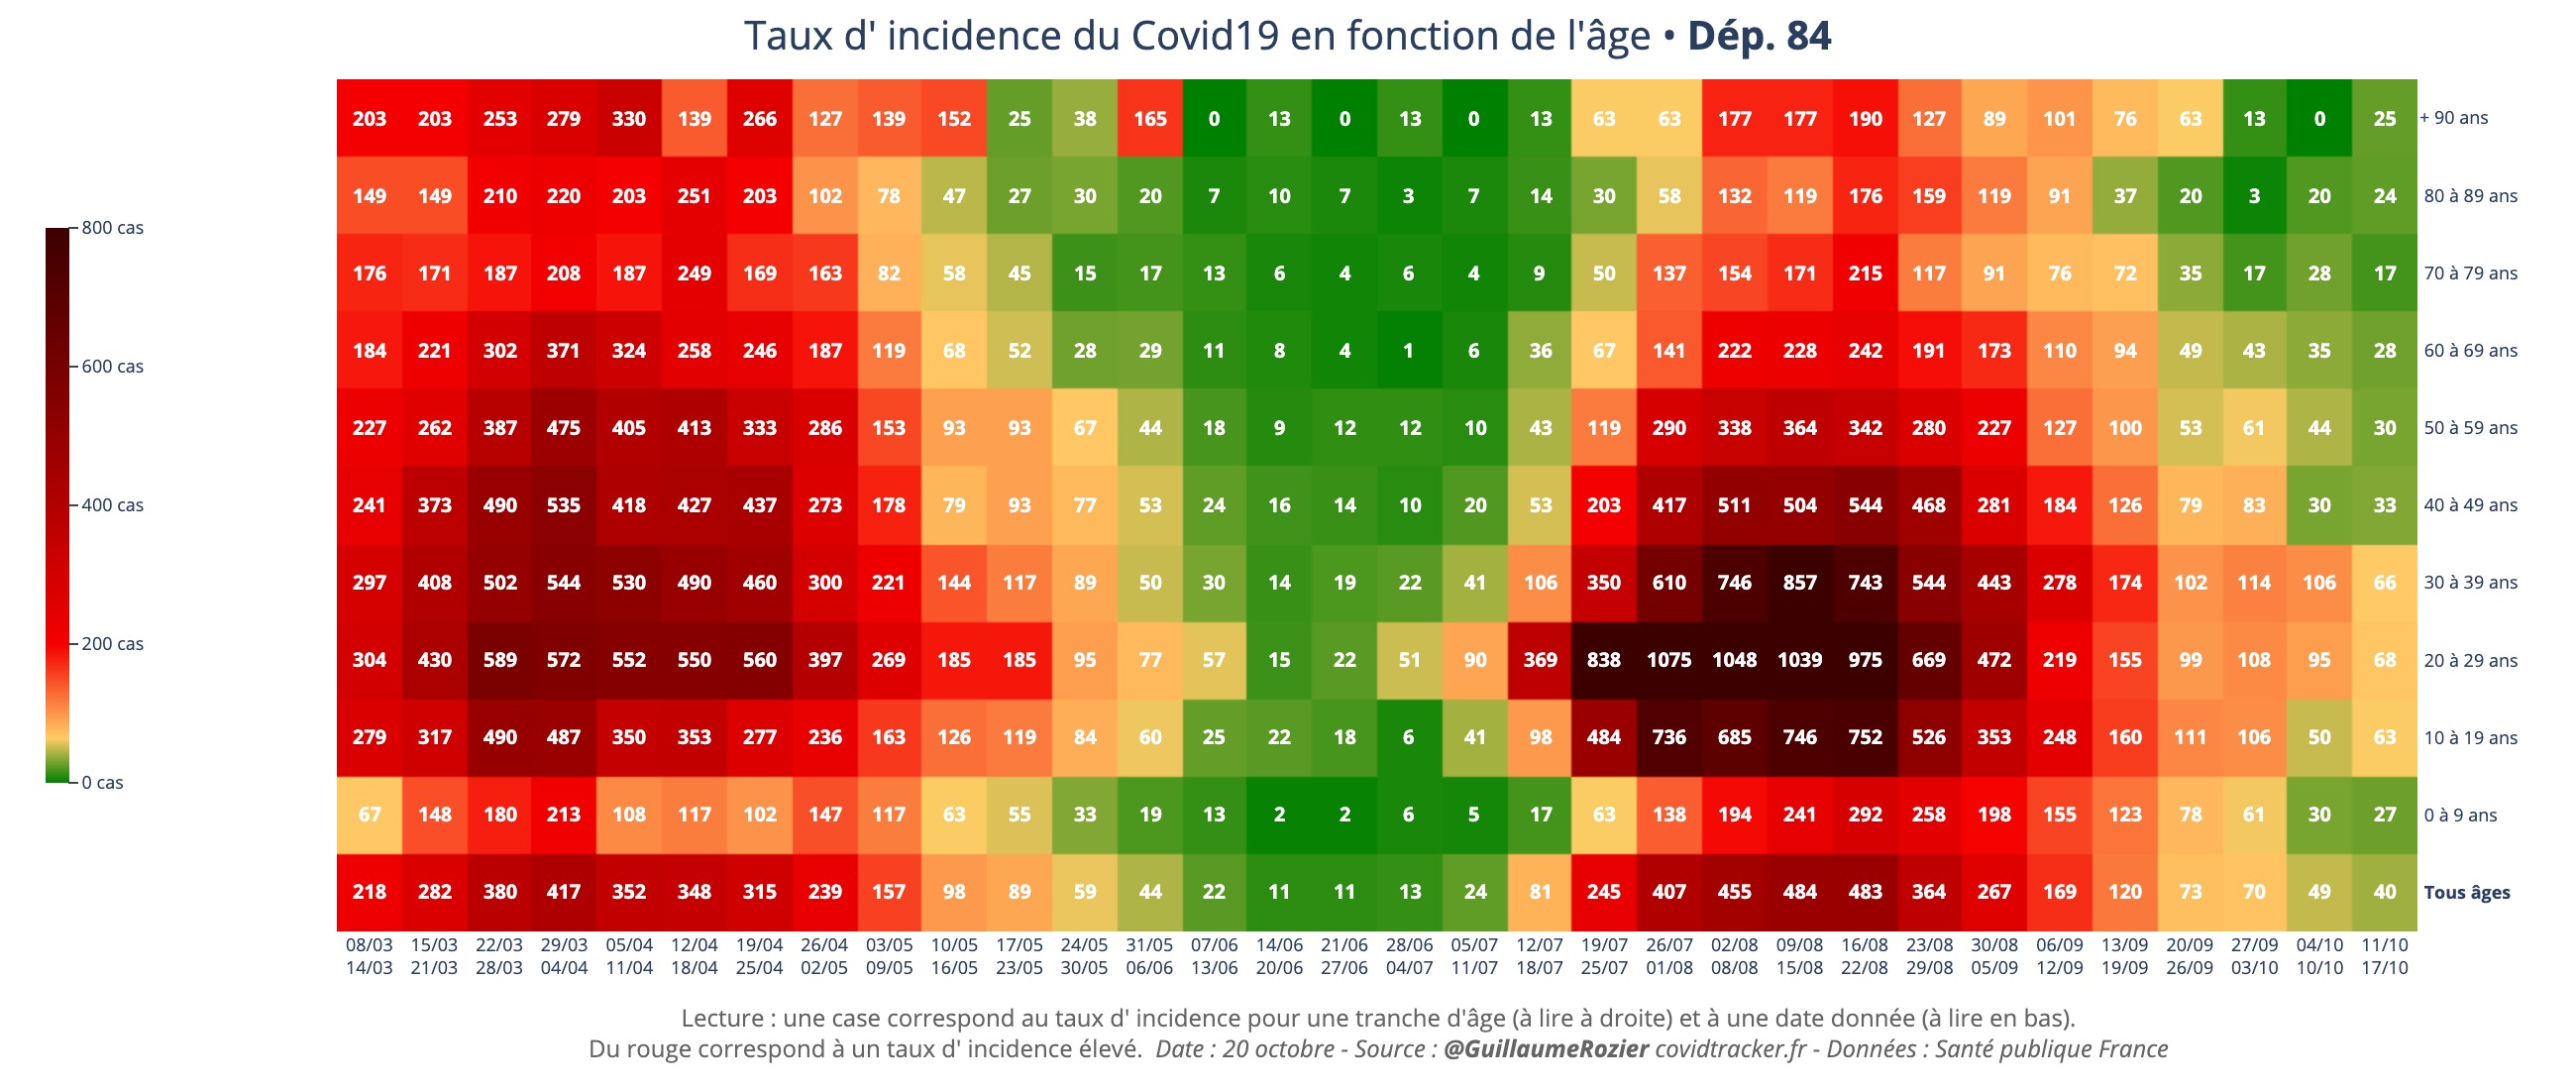 Taux d' incidence du Covid19 en fonction de l'âge • Dép. 84
203 203 253 279 330 139 266 127 139 152 25 38 165 0 13 0 13 0 13 63 63 177 177 190 127 89 101 76 63 13 0 25 + 90 ans
149 149 210 220 203 251 203 102 78 47 27 30 20 7 10 7 3 7 14 30 58 132 119 176 159 119 91 37 20 3 20 24 80 à 89 ans
800 cas
176 171 187 208 187 249 169 163 82 58 45 15 17 13 6 4 6 4 9 50 137 154 171 215 117 91 76 72 35 17 28 17 70 à 79 ans
184 221 302 371 324 258 246 187 119 68 52 28 29 11 8 4 1 6 36 67 141 222 228 242 191 173 110 94 49 43 35 28 60 à 69 ans
600 cas
227 262 387 475 405 413 333 286 153 93 93 67 44 18 9 12 12 10 43 119 290 338 364 342 280 227 127 100 53 61 44 30 50 à 59 ans
400 cas
241 373 490 535 418 427 437 273 178 79 93 77 53 24 16 14 10 20 53 203 417 511 504 544 468 281 184 126 79 83 30 33 40 à 49 ans
297 408 502 544 530 490 460 300 221 144 117 89 50 30 14 19 22 41 106 350 610 746 857 743 544 443 278 174 102 114 106 66 30 à 39 ans
200 cas
304 430 589 572 552 550 560 397 269 185 185 95 77 57 15 22 51 90 369 838 1075 1048 1039 975 669 472 219 155 99 108 95 68 20 à 29 ans
279 317 490 487 350 353 277 236 163 126 119 84 60 25 22 18 6 41 98 484 736 685 746 752 526 353 248 160 111 106 50 63 10 à 19 ans
0 cas
67 148 180 213 108 117 102 147 117 63 55 33 19 13 2 2 6 5 17 63 138 194 241 292 258 198 155 123 78 61 30 27 0 à 9 ans
218 282 380 417 352 348 315 239 157 98 89 59 44 22 11 11 13 24 81 245 407 455 484 483 364 267 169 120 73 70 49 40 Tous âges
08/03 15/03 22/03 29/03 05/04 12/04 19/04 26/04 03/05 10/05 17/05 24/05 31/05 07/06 14/06 21/06 28/06 05/07 12/07 19/07 26/07 02/08 09/08 16/08 23/08 30/08 06/09 13/09 20/09 27/09 04/10 11/10
14/03 21/03 28/03 04/04 11/04 18/04 25/04 02/05 09/05 16/05 23/05 30/05 06/06 13/06 20/06 27/06 04/07 11/07 18/07 25/07 01/08 08/08 15/08 22/08 29/08 05/09 12/09 19/09 26/09 03/10 10/10 17/10
Lecture : une case correspond au taux d' incidence pour une tranche d'âge (à lire à droite) et à une date donnée (à lire en bas).
Du rouge correspond à un taux d' incidence élevé. Date : 20 octobre - Source : @GuillaumeRozier covidtracker.fr - Données : Santé publique France